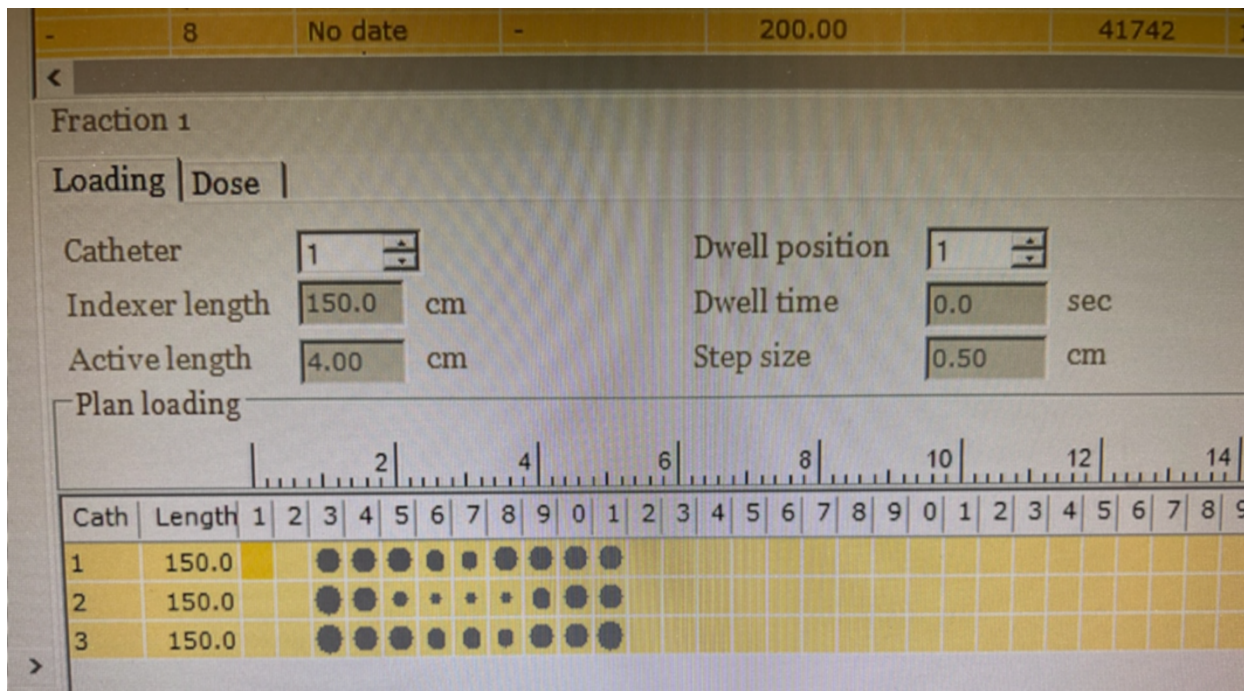 - 8 No date - 200.00 41742
<
Fraction 1
Loading Dose
Catheter 1 Dwell position 1
Indexer length 150.0 cm Dwell time 0.0 sec
Active length 4.00 cm Step size 0.50 cm
Plan loading
2 4 6 8 10 12 14
Cath Length 1 2 3 4 5 6 7 8 9 0 1 2 3 4 5 6 7 8 9 0 1 2 3 4 5 6 7 8 9
1 150.0
2 150.0
3 150.0
>